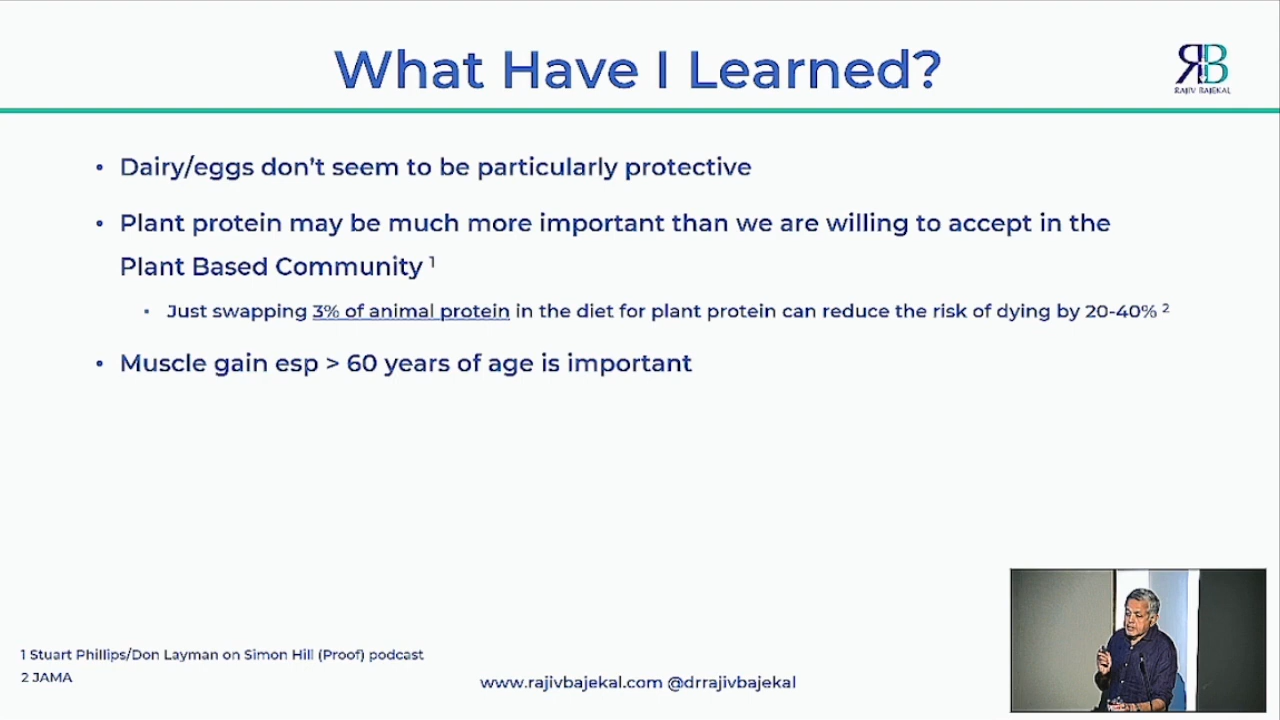 What Have I Learned?
RB
RAJIV BAJEKAL
• Dairy/eggs don't seem to be particularly protective
• Plant protein may be much more important than we are willing to accept in the
Plant Based Community ¹
• Just swapping 3% of animal protein in the diet for plant protein can reduce the risk of dying by 20-40% ²
• Muscle gain esp > 60 years of age is important
1 Stuart Phillips/Don Layman on Simon Hill (Proof) podcast
2 JAMA
www.rajivbajekal.com @drrajivbajekal